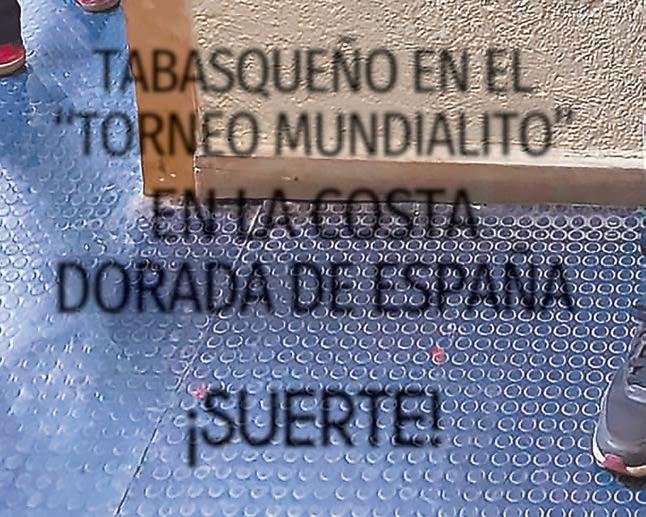 TABASQUEÑO EN EL
“TORNEO MUNDIALITO”
EN LA COSTA
DORADA DE ESPAÑA
¡SUERTE!